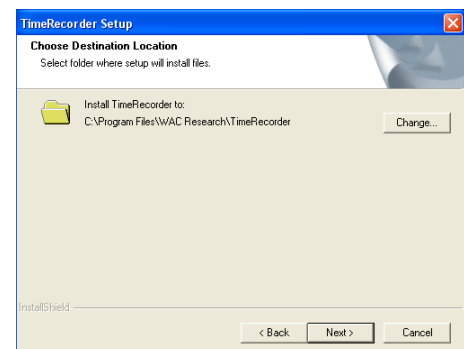 TimeRecorder Setup
Choose Destination Location
Select folder where setup will install files.
Install TimeRecorder to:
C:\Program Files\WAC Research\TimeRecorder
Change...
InstallShield
< Back
Next >
Cancel